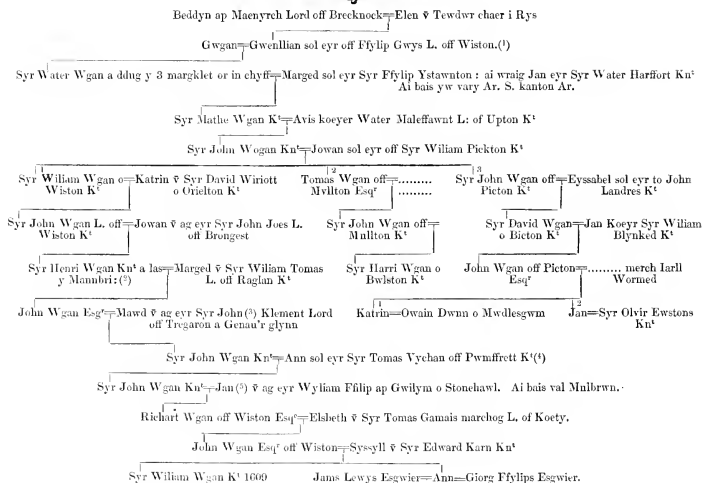 Beddyn ap Maenyrch Lord off Brecknock=Elen v̄ Tewdwr chaer i Rys
Gwgan=Gwenllian sol eyr off Ffylip Gwys L. off Wiston.(¹)
Syr Water Wgan a ddug y 3 margklet or in chyff=Marged sol eyr Syr Ffylip Ystawnton : ai wraig Jan eyr Syr Water Harffort Knᵗ
Ai bais yw vary Ar. S. kanton Ar.
Syr Mathe Wgan Kᵗ=Avis koeyer Water Maleffawnt L: of Upton Kᵗ
Syr John Wogan Knᵗ=Jowan sol eyr off Syr Wiliam Pickton Kᵗ
1 2 3
Syr Wiliam Wgan o=Katrin v̄ Syr David Wiriott Tomas Wgan off=......... Syr John Wgan off=Eyssabel sol eyr to John
Wiston Kᵗ o Orielton Kᵗ Mvllton Esqʳ ......... Picton Kᵗ Landres Kᵗ
Syr John Wgan L. off=Jowan v̄ ag eyr Syr John Joes L. Syr John Wgan off= Syr David Wgan=Jan Koeyr Syr Wiliam
Wiston Kᵗ off Brongest Mullton Kᵗ o Bicton Kᵗ Blynked Kᵗ
Syr Henri Wgan Knᵗ a las=Marged v̄ Syr Wiliam Tomas Syr Harri Wgan o John Wgan off Picton=......... merch Iarll
y Mannbri:(²) L. off Raglan Kᵗ Bwlston Kᵗ Esqʳ Wormed
1 2
John Wgan Esgʳ=Mawd v̄ ag eyr Syr John(³) Klement Lord Katrin=Owain Dwnn o Mwdlesgwm Jan=Syr Olvir Ewstons
off Tregaron a Genau'r glynn Knᵗ
Syr John Wgan Knᵗ=Ann sol eyr Syr Tomas Vychan off Pwmffrett Kᵗ(⁴)
Syr John Wgan Knᵗ=Jan(⁵) v̄ ag eyr Wyliam Ffilip ap Gwilym o Stonehawl. Ai bais val Mulbrwn.
Richart Wgan off Wiston Esqʳ=Elsbeth v̄ Syr Tomas Gamais marchog L. of Koety.
John Wgan Esqʳ off Wiston=Syssyll v̄ Syr Edward Karn Knᵗ
Syr Wiliam Wgan Kᵗ 1609 Jams Lewys Esgwier=Ann=Giorg Ffylips Esgwier.